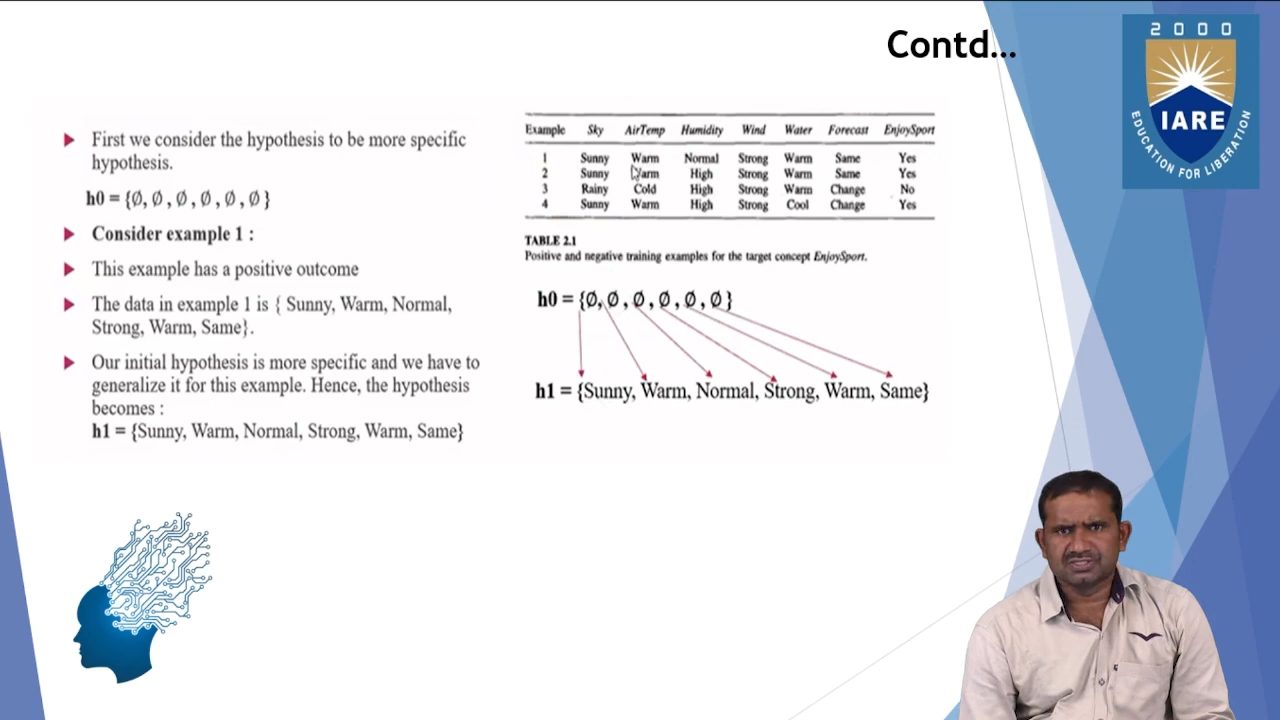 Contd...
2 0 0 0
IARE
EDUCATION FOR LIBERATION
First we consider the hypothesis to be more specific
hypothesis.
h0 = {∅, ∅ , ∅ , ∅ , ∅ , ∅ }
Consider example 1 :
This example has a positive outcome
The data in example 1 is { Sunny, Warm, Normal,
Strong, Warm, Same}.
Our initial hypothesis is more specific and we have to
generalize it for this example. Hence, the hypothesis
becomes :
h1 = {Sunny, Warm, Normal, Strong, Warm, Same}
Example Sky AirTemp Humidity Wind Water Forecast EnjoySport
1 Sunny Warm Normal Strong Warm Same Yes
2 Sunny Warm High Strong Warm Same Yes
3 Rainy Cold High Strong Warm Change No
4 Sunny Warm High Strong Cool Change Yes
TABLE 2.1
Positive and negative training examples for the target concept EnjoySport.
h0 = {∅, ∅ , ∅ , ∅ , ∅ , ∅ }
h1 = {Sunny, Warm, Normal, Strong, Warm, Same}